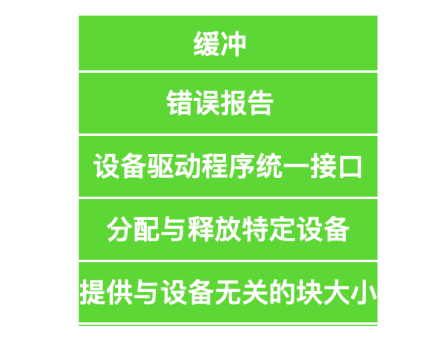 缓冲
错误报告
设备驱动程序统一接口
分配与释放特定设备
提供与设备无关的块大小